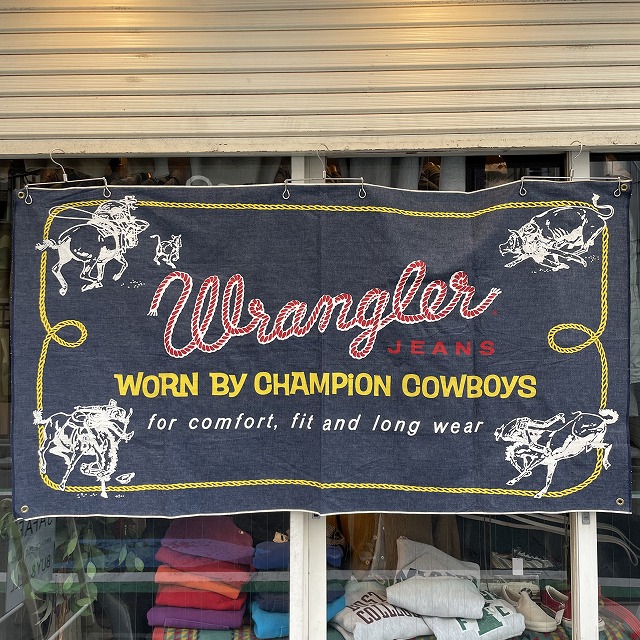 Wrangler
JEANS
WORN BY CHAMPION COWBOYS
for comfort, fit and long wear